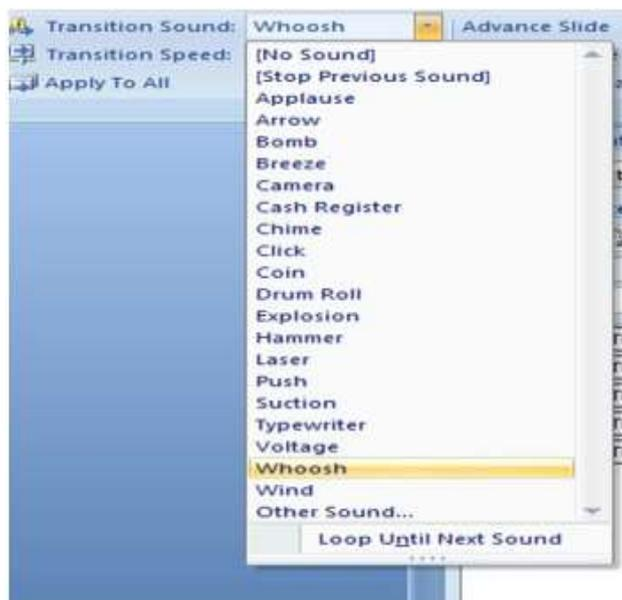 Transition Sound: Whoosh Advance Slide
Transition Speed:
Apply To All
[No Sound]
[Stop Previous Sound]
Applause
Arrow
Bomb
Breeze
Camera
Cash Register
Chime
Click
Coin
Drum Roll
Explosion
Hammer
Laser
Push
Suction
Typewriter
Voltage
Whoosh
Wind
Other Sound...
Loop Until Next Sound